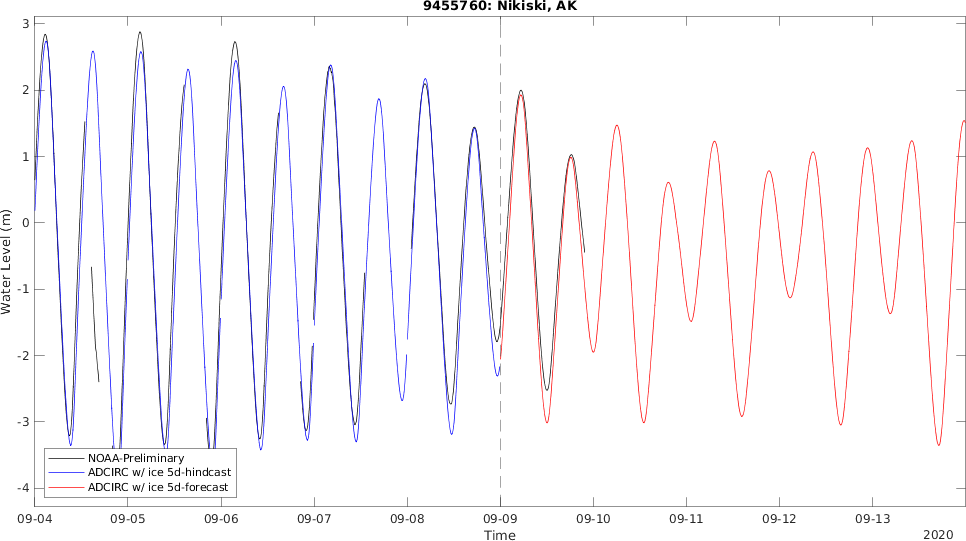 9455760: Nikiski, AK
3
2
1
0
-1
-2
-3
-4
Water Level (m)
NOAA-Preliminary
ADCIRC w/ ice 5d-hindcast
ADCIRC w/ ice 5d-forecast
09-04 09-05 09-06 09-07 09-08 09-09 09-10 09-11 09-12 09-13
Time
2020